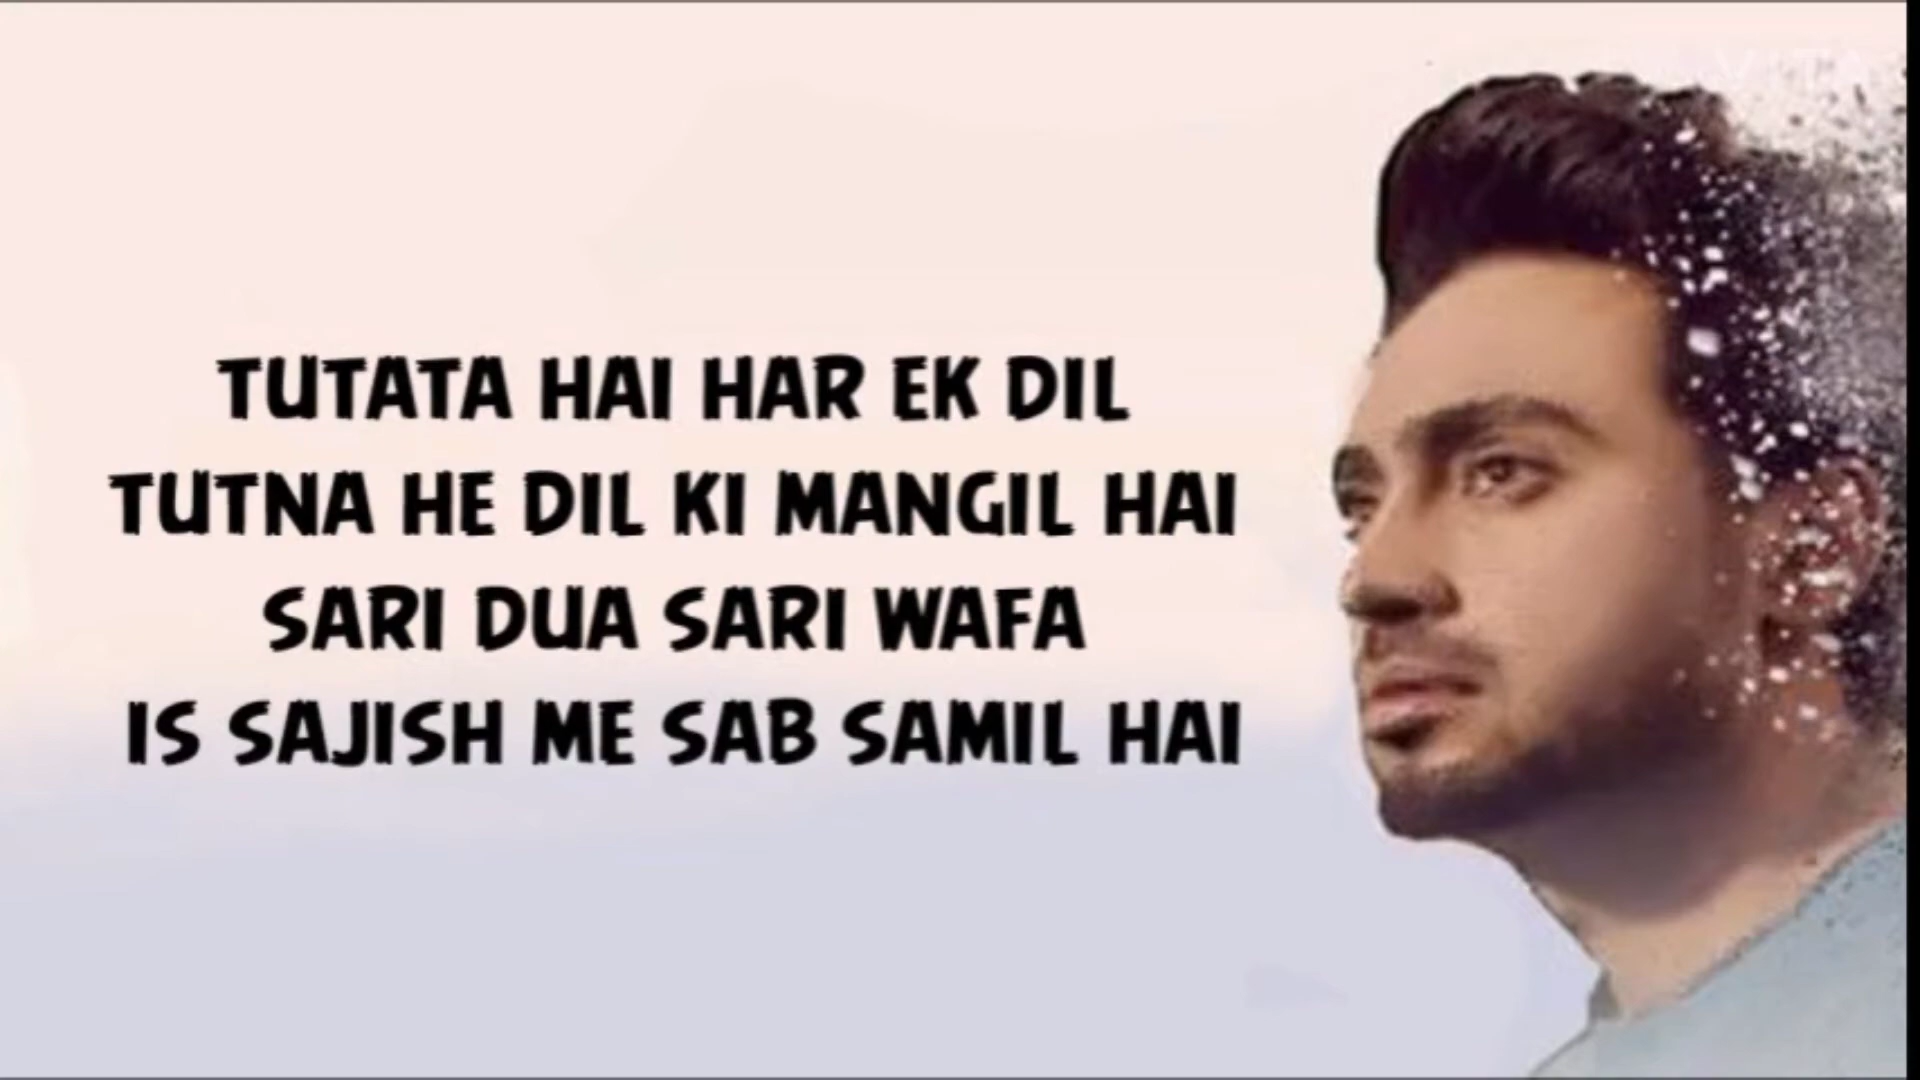 TUTATA HAI HAR EK DIL
TUTNA HE DIL KI MANGIL HAI
SARI DUA SARI WAFA
IS SAJISH ME SAB SAMIL HAI